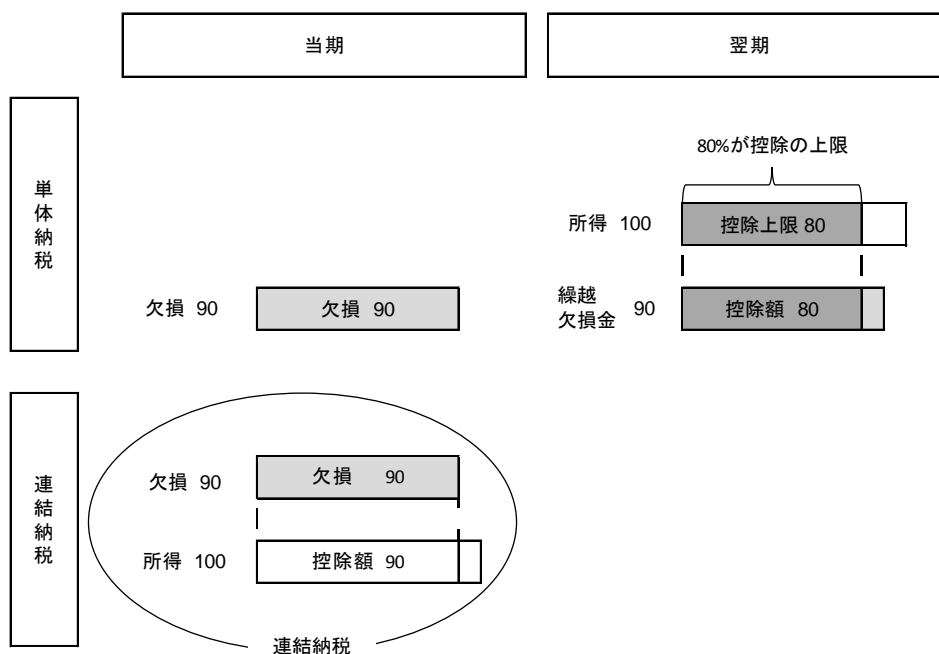 当期
翌期
単体納税
80%が控除の上限
所得 100
控除上限 80
欠損 90
欠損 90
繰越
欠損金
90
控除額 80
連結納税
欠損 90
欠損 90
所得 100
控除額 90
連結納税